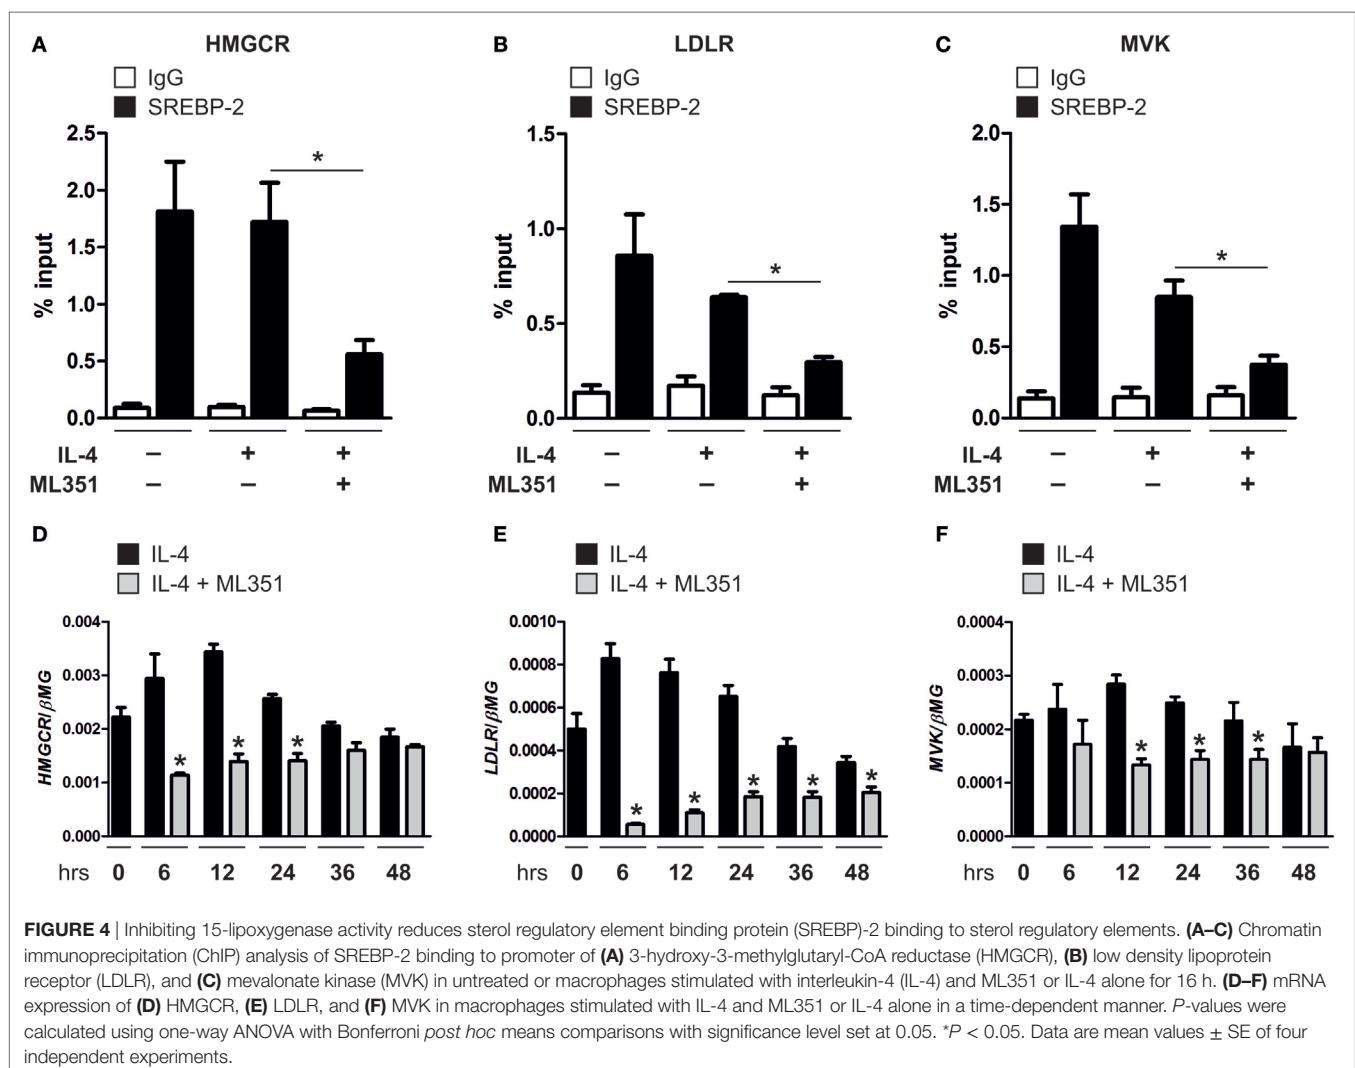 A HMGCR
IgG
SREBP-2
2.5
2.0
1.5
1.0
0.5
0.0
% input
*
IL-4 – + +
ML351 – – +
B LDLR
IgG
SREBP-2
1.5
1.0
0.5
0.0
% input
*
IL-4 – + +
ML351 – – +
C MVK
IgG
SREBP-2
2.0
1.5
1.0
0.5
0.0
% input
*
IL-4 – + +
ML351 – – +
D
IL-4
IL-4 + ML351
0.004
0.003
0.002
0.001
0.000
HMGCR/βMG
* * *
hrs 0 6 12 24 36 48
E
IL-4
IL-4 + ML351
0.0010
0.0008
0.0006
0.0004
0.0002
0.0000
LDLR/βMG
* * * * *
hrs 0 6 12 24 36 48
F
IL-4
IL-4 + ML351
0.0004
0.0003
0.0002
0.0001
0.0000
MVK/βMG
* * *
hrs 0 6 12 24 36 48
FIGURE 4 | Inhibiting 15-lipoxygenase activity reduces sterol regulatory element binding protein (SREBP)-2 binding to sterol regulatory elements. (A–C) Chromatin
immunoprecipitation (ChIP) analysis of SREBP-2 binding to promoter of (A) 3-hydroxy-3-methylglutaryl-CoA reductase (HMGCR), (B) low density lipoprotein
receptor (LDLR), and (C) mevalonate kinase (MVK) in untreated or macrophages stimulated with interleukin-4 (IL-4) and ML351 or IL-4 alone for 16 h. (D–F) mRNA
expression of (D) HMGCR, (E) LDLR, and (F) MVK in macrophages stimulated with IL-4 and ML351 or IL-4 alone in a time-dependent manner. P-values were
calculated using one-way ANOVA with Bonferroni post hoc means comparisons with significance level set at 0.05. *P < 0.05. Data are mean values ± SE of four
independent experiments.